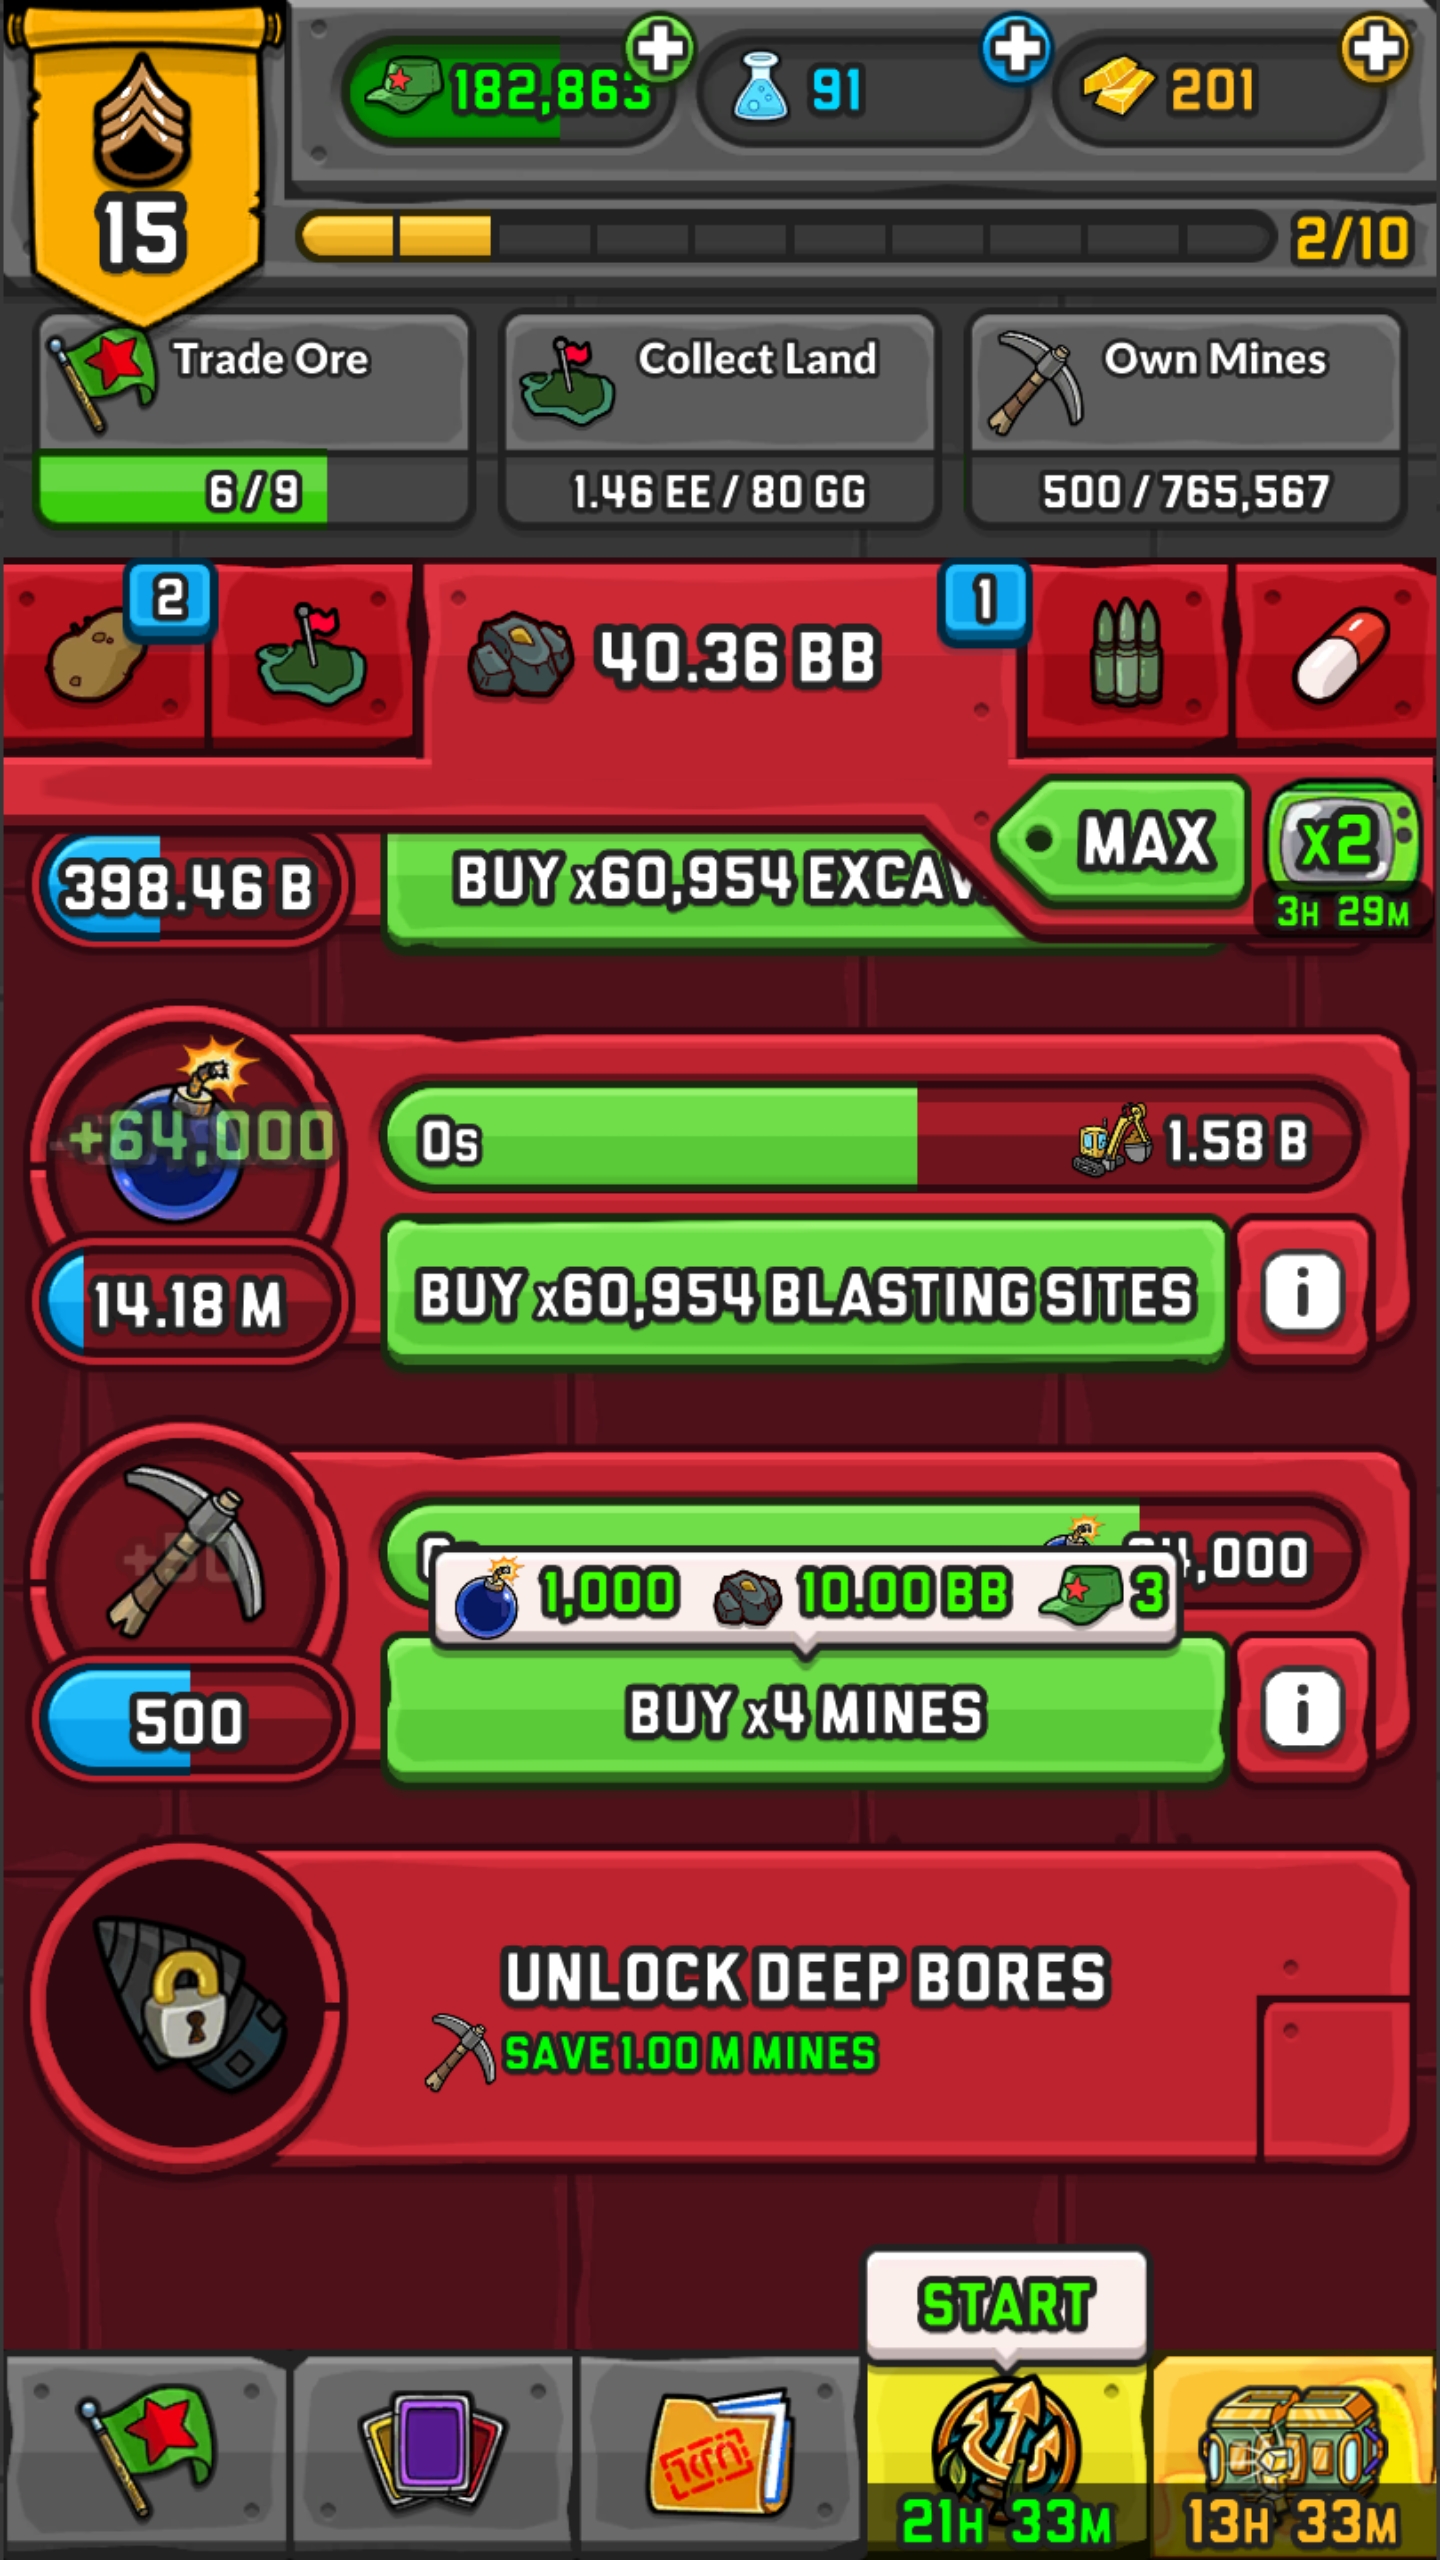 182,863
91
201
15
2/10
Trade Ore
6/9
Collect Land
1.46 EE / 80 GG
Own Mines
500 / 765,567
2
40.36 BB
1
MAX
x2
3H 29M
398.46 B
BUY x60,954
+64,000
0s
1.58 B
14.18 M
BUY x60,954 BLASTING SITES
1,000
10.00 BB
3
500
BUY x4 MINES
UNLOCK DEEP BORES
SAVE 1.00 M MINES
START
21H 33M
13H 33M